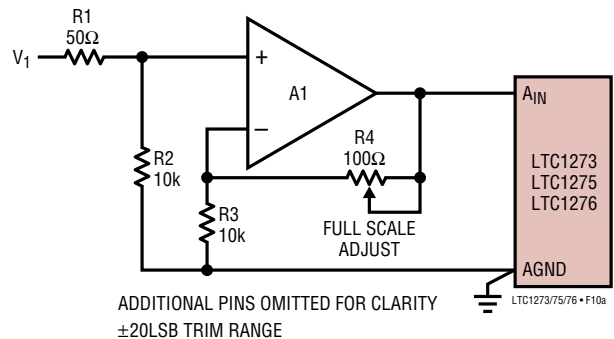 R1
50Ω
V1
+
A1
−
R2
10k
R3
10k
R4
100Ω
FULL SCALE
ADJUST
AIN
LTC1273
LTC1275
LTC1276
AGND
LTC1273/75/76 • F10a
ADDITIONAL PINS OMITTED FOR CLARITY
±20LSB TRIM RANGE